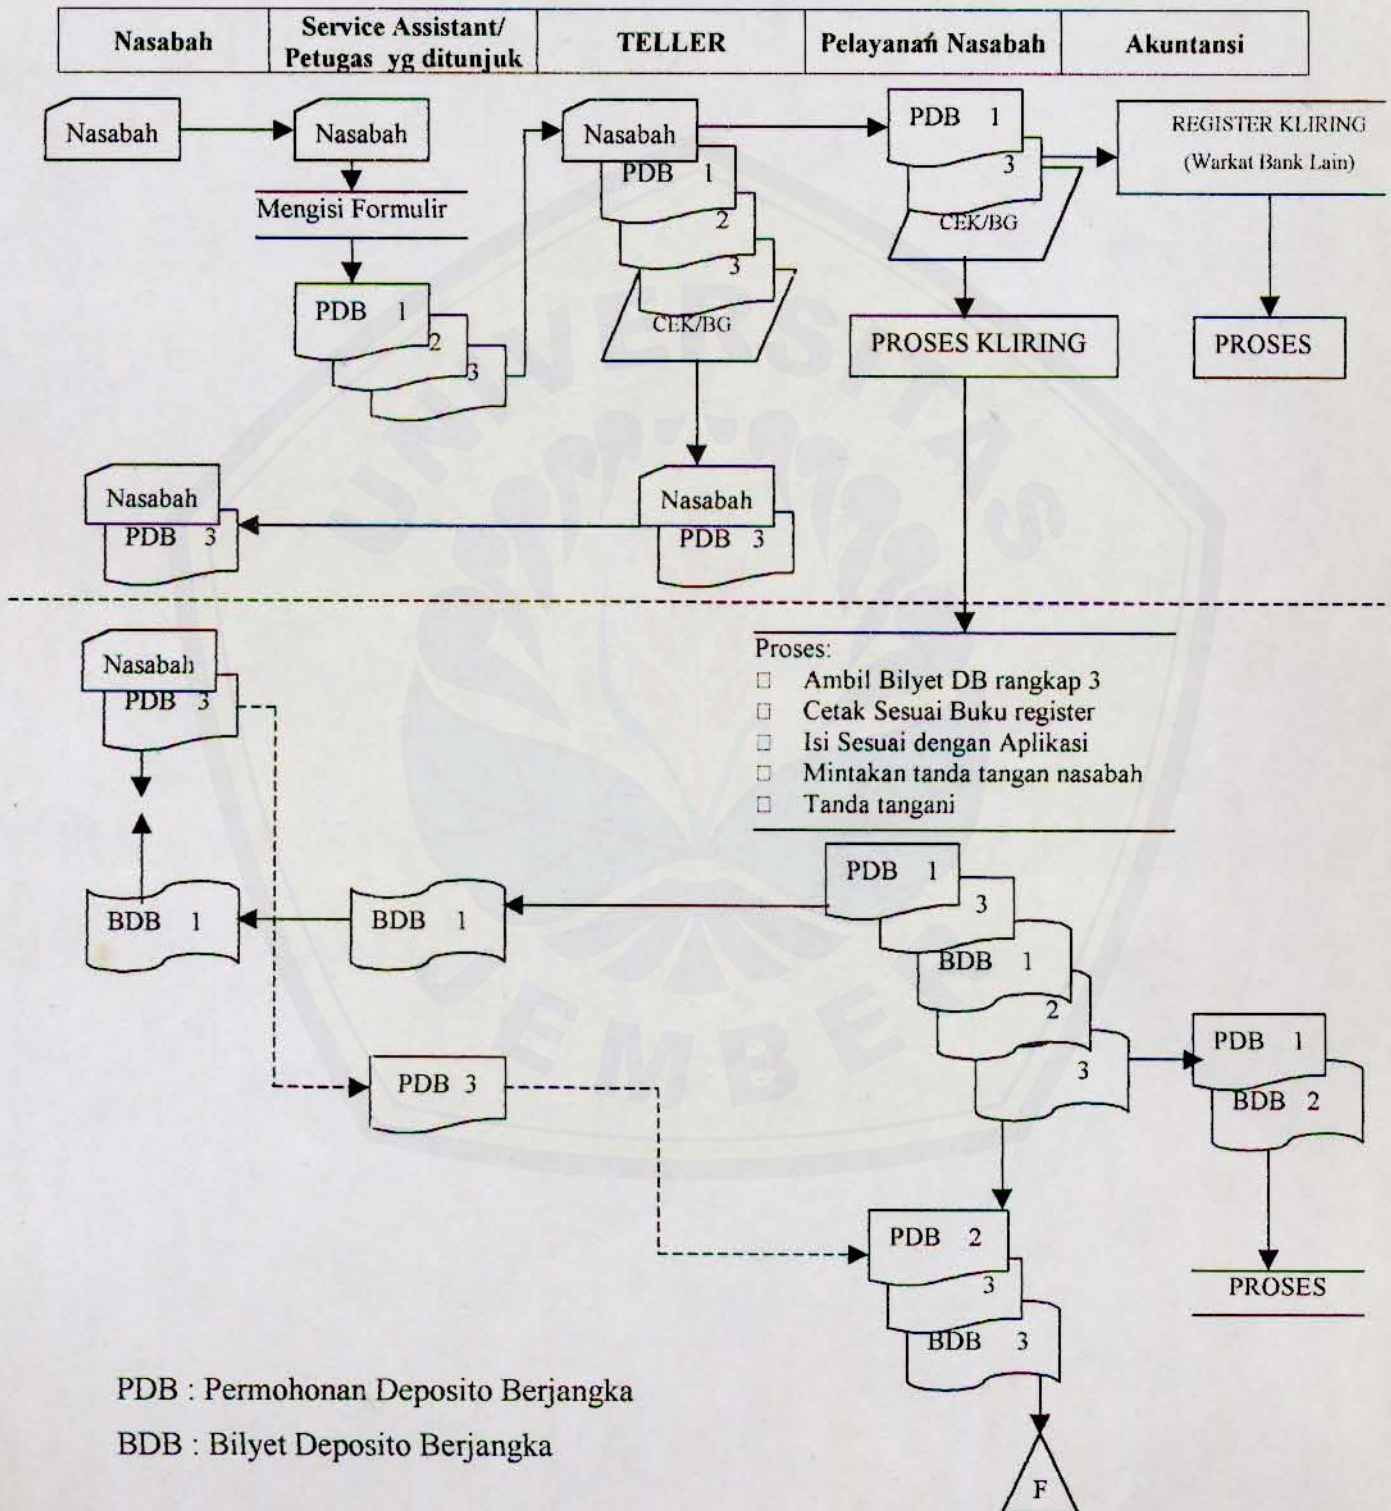 Nasabah
Service Assistant/
Petugas yg ditunjuk
TELLER
Pelayanan Nasabah
Akuntansi
Nasabah
Nasabah
Nasabah
PDB 1
2
3
CEK/BG
PDB 1
3
CEK/BG
REGISTER KLIRING
(Warkat Bank Lain)
Mengisi Formulir
PDB 1
2
3
PROSES KLIRING
PROSES
Nasabah
PDB 3
Nasabah
PDB 3
Nasabah
PDB 3
Proses:
Ambil Bilyet DB rangkap 3
Cetak Sesuai Buku register
Isi Sesuai dengan Aplikasi
Mintakan tanda tangan nasabah
Tanda tangani
BDB 1
BDB 1
PDB 1
3
BDB 1
2
3
PDB 1
BDB 2
PDB 3
PDB 2
3
BDB 3
PROSES
PDB : Permohonan Deposito Berjangka
BDB : Bilyet Deposito Berjangka
F
UNIVERSITAS
JEMBER